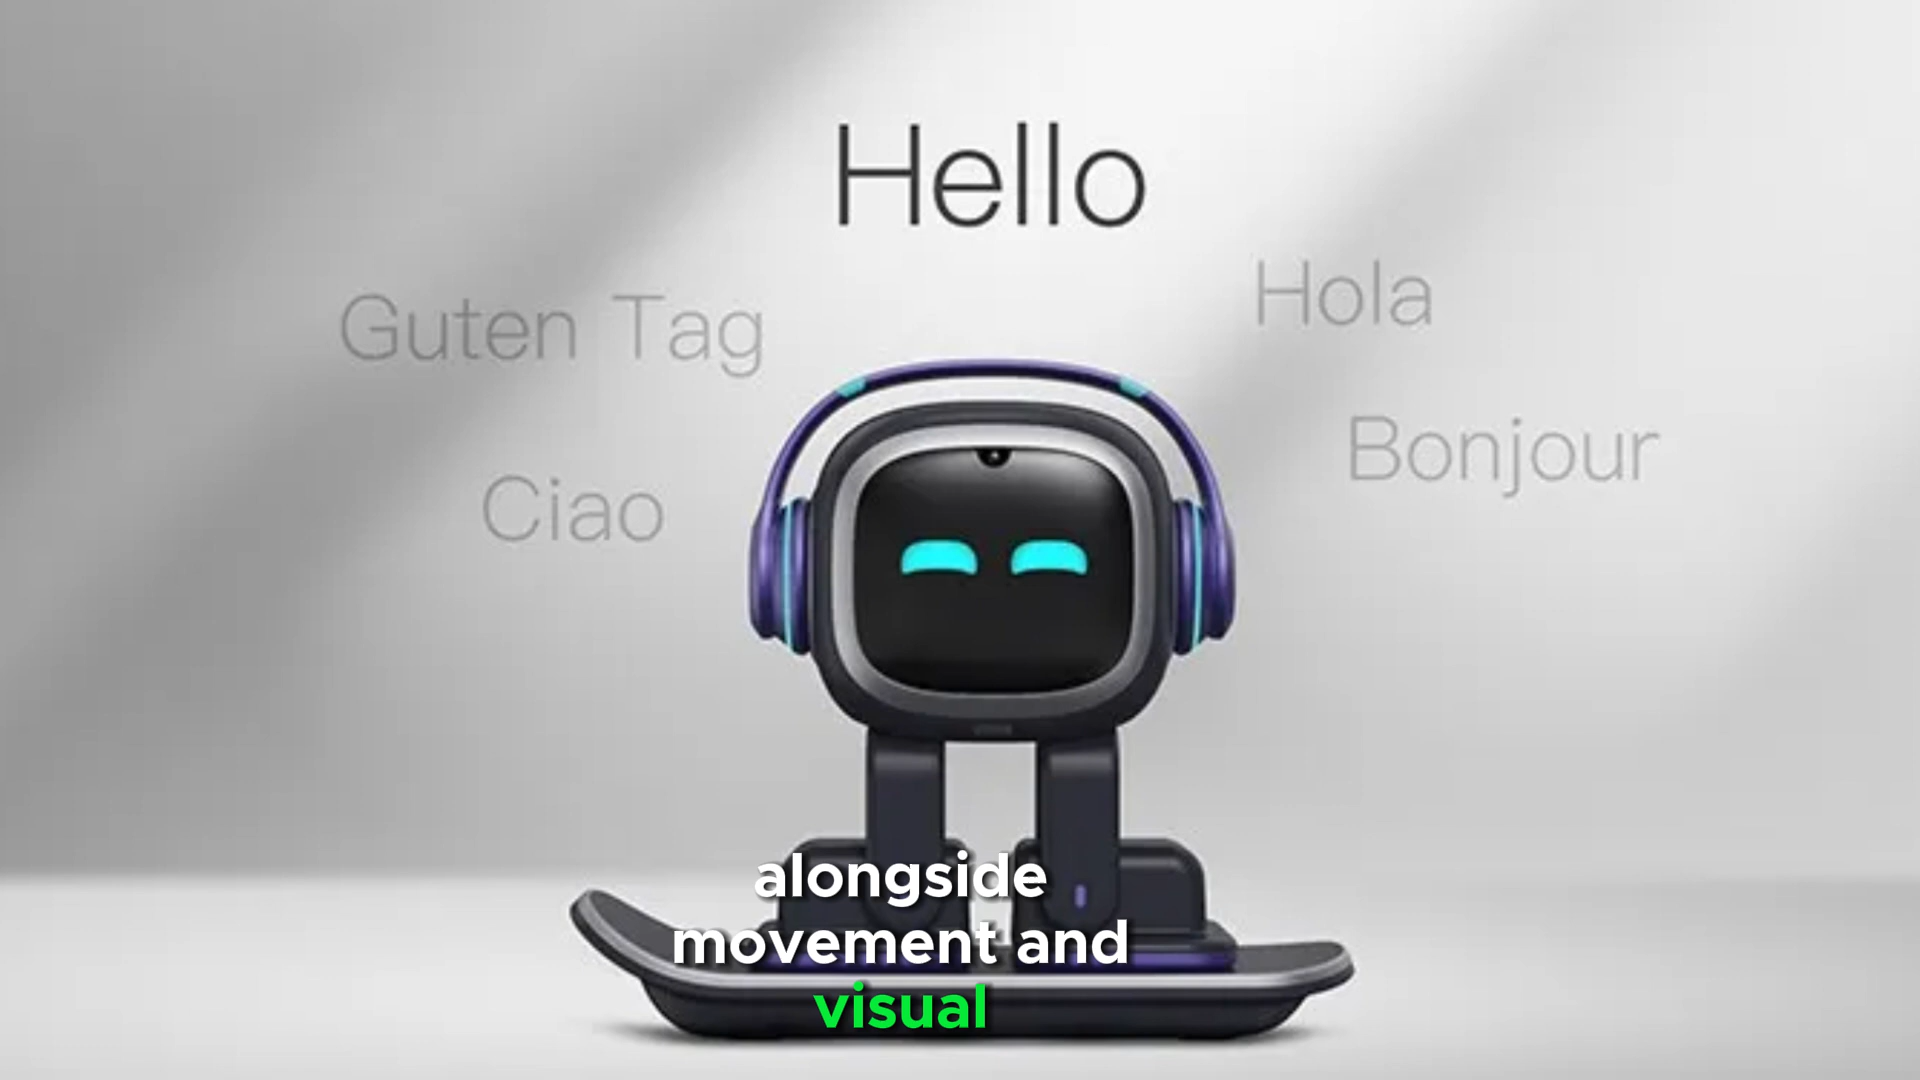 Hello
Hola
Guten Tag
Bonjour
Ciao
alongside
movement and
visual